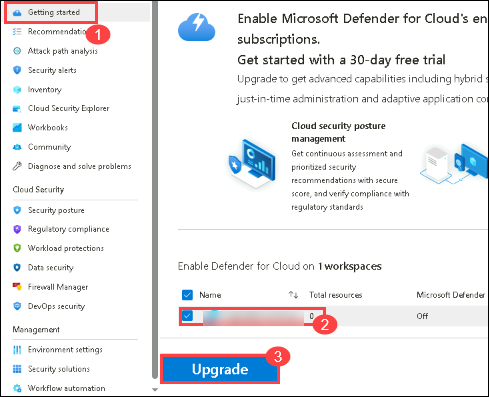 Getting started
1
Recommendation
Attack path analysis
Security alerts
Inventory
Cloud Security Explorer
Workbooks
Community
Diagnose and solve problems
Cloud Security
Security posture
Regulatory compliance
Workload protections
Data security
Firewall Manager
DevOps security
Management
Environment settings
Security solutions
Workflow automation
Enable Microsoft Defender for Cloud's en
subscriptions.
Get started with a 30-day free trial
Upgrade to get advanced capabilities including hybrid s
just-in-time administration and adaptive application con
Cloud security posture
management
Get continuous assessment and
prioritized security
recommendations with secure
score, and verify compliance with
regulatory standards
Enable Defender for Cloud on 1 workspaces
Name ↑↓ Total resources Microsoft Defender
0 Off
2
3
Upgrade